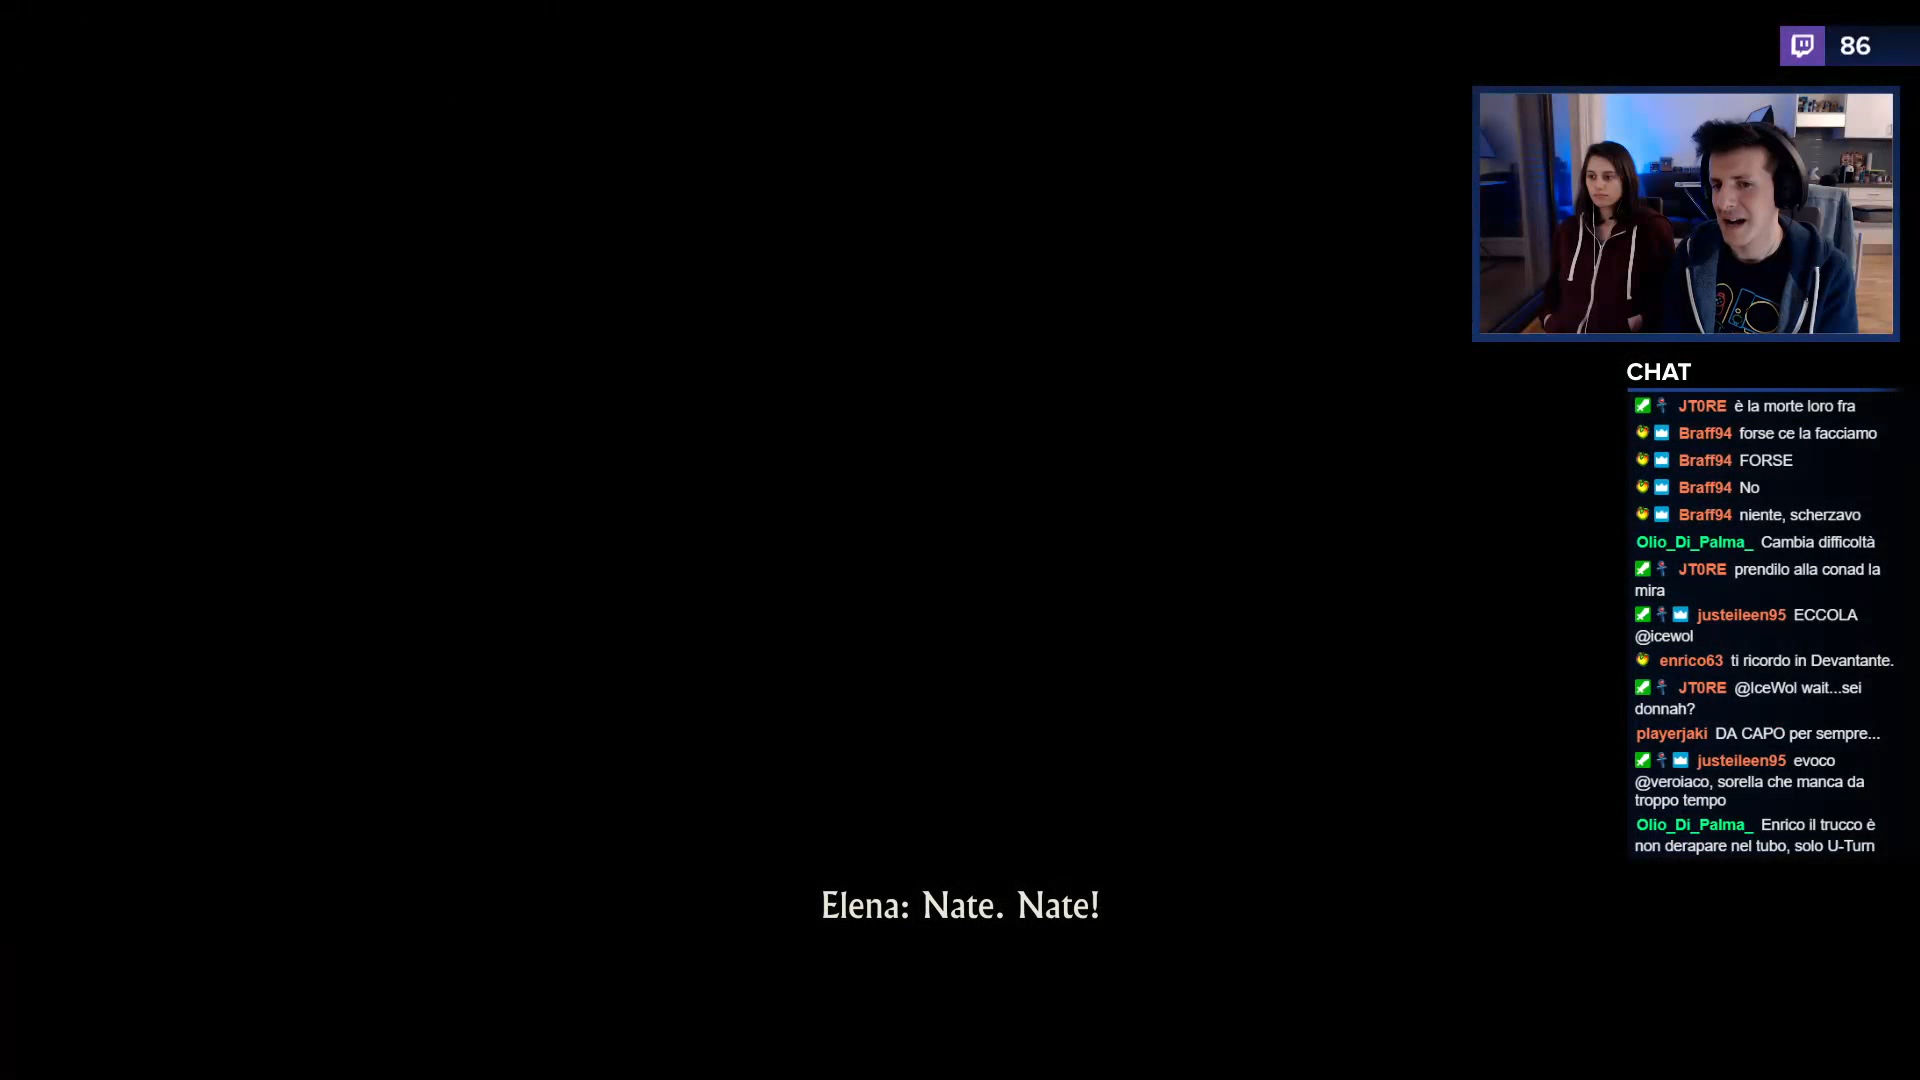 86
CHAT
JT0RE è la morte loro fra
Braff94 forse ce la facciamo
Braff94 FORSE
Braff94 No
Braff94 niente, scherzavo
Olio_Di_Palma_ Cambia difficoltà
JT0RE prendilo alla conad la
mira
justeileen95 ECCOLA
@icewol
enrico63 ti ricordo in Devantante.
JT0RE @IceWol wait...sei
donnah?
playerjaki DA CAPO per sempre...
justeileen95 evoco
@veroiaco, sorella che manca da
troppo tempo
Olio_Di_Palma_ Enrico il trucco è
non derapare nel tubo, solo U-Turn
Elena: Nate. Nate!